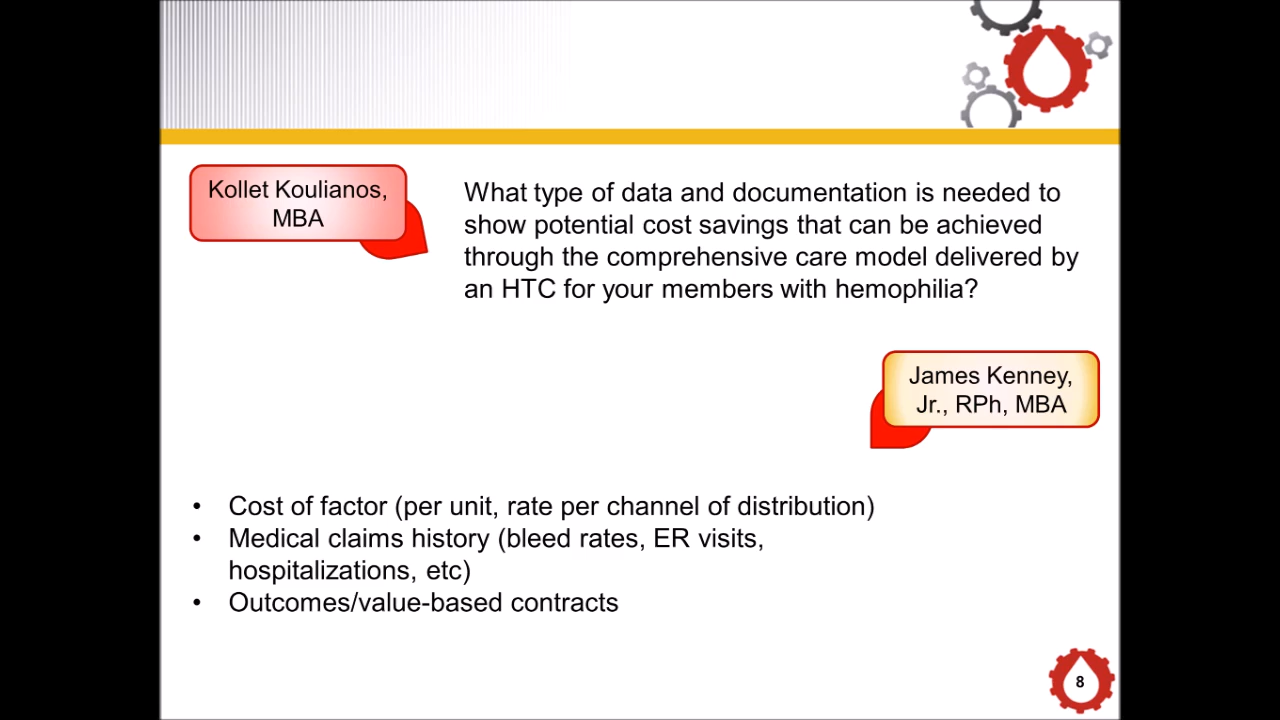 Kollet Koulianos,
MBA
What type of data and documentation is needed to
show potential cost savings that can be achieved
through the comprehensive care model delivered by
an HTC for your members with hemophilia?
James Kenney,
Jr., RPh, MBA
• Cost of factor (per unit, rate per channel of distribution)
• Medical claims history (bleed rates, ER visits,
hospitalizations, etc)
• Outcomes/value-based contracts
8